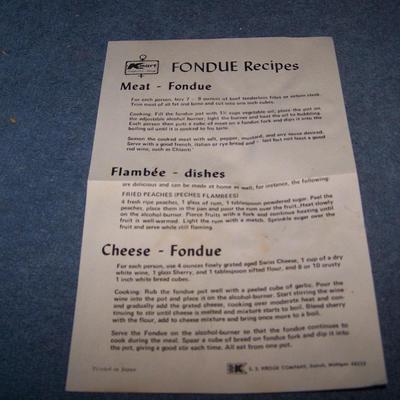 Kmart
FONDUE Recipes
Meat - Fondue
For each person, buy 7 - 9 ounces of beef tenderloin filet or sirloin steak.
Trim meat of all fat and bone and cut into one inch cubes.
Cooking: Fill the fondue pot with 1½ cups vegetable oil, place the pot on
the adjustable alcohol-burner; light the burner and heat the oil to bubbling.
Each person then puts a cube of meat on a fondue fork and dips it into the
boiling oil until it is cooked to his taste.
Season the cooked meat with salt, pepper, mustard, and any sauce desired.
Serve with a good french, italian or rye bread and - last but not least a good
red wine, such as Chianti
Flambée - dishes
are delicious and can be made at home as well, for instance, the following:
FRIED PEACHES (PECHES FLAMBEES)
4 fresh ripe peaches, 1 glass of rum, 1 tablespoon powdered sugar. Peel the
peaches, place them in the pan and pour the rum over the fruit. Heat slowly
on the alcohol-burner. Pierce fruits with a fork and continue heating until
fruit is well-warmed. Light the rum with a match. Sprinkle sugar over the
fruit and serve while still flaming.
Cheese - Fondue
For each person, use 4 ounces finely grated aged Swiss Cheese, 1 cup of a dry
white wine, 1 glass Sherry, and 1 tablespoon sifted flour, and 8 or 10 crusty
1 inch white bread cubes.
Cooking: Rub the fondue pot well with a peeled cube of garlic. Pour the
wine into the pot and place it on the alcohol-burner. Start stirring the wine
and gradually add the grated cheese, cooking over moderate heat and con-
tinuing to stir until cheese is melted and mixture starts to boil. Blend sherry
with the flour, add to cheese mixture and bring once more to a boil.
Serve the Fondue on the alcohol-burner so that the fondue continues to
cook during the meal. Spear a cube of bread on fondue fork and dip it into
the pot, giving a good stir each time. All eat from one pot.
Printed in Japan
K S. S. KRESGE COMPANY, Detroit, Michigan 48232